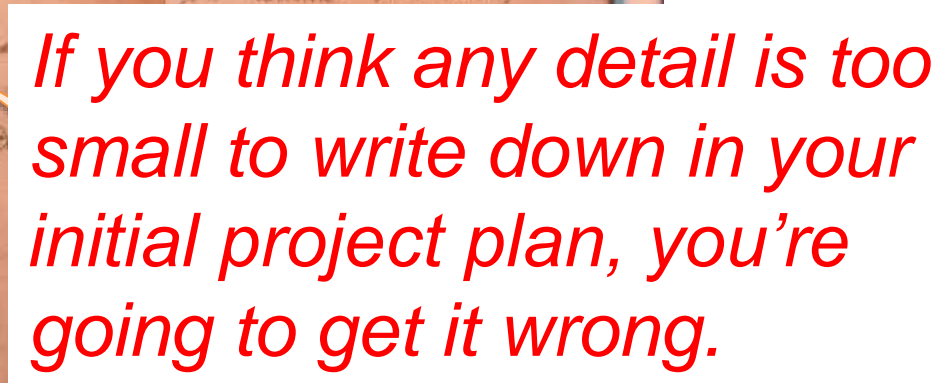 If you think any detail is too
small to write down in your
initial project plan, you’re
going to get it wrong.